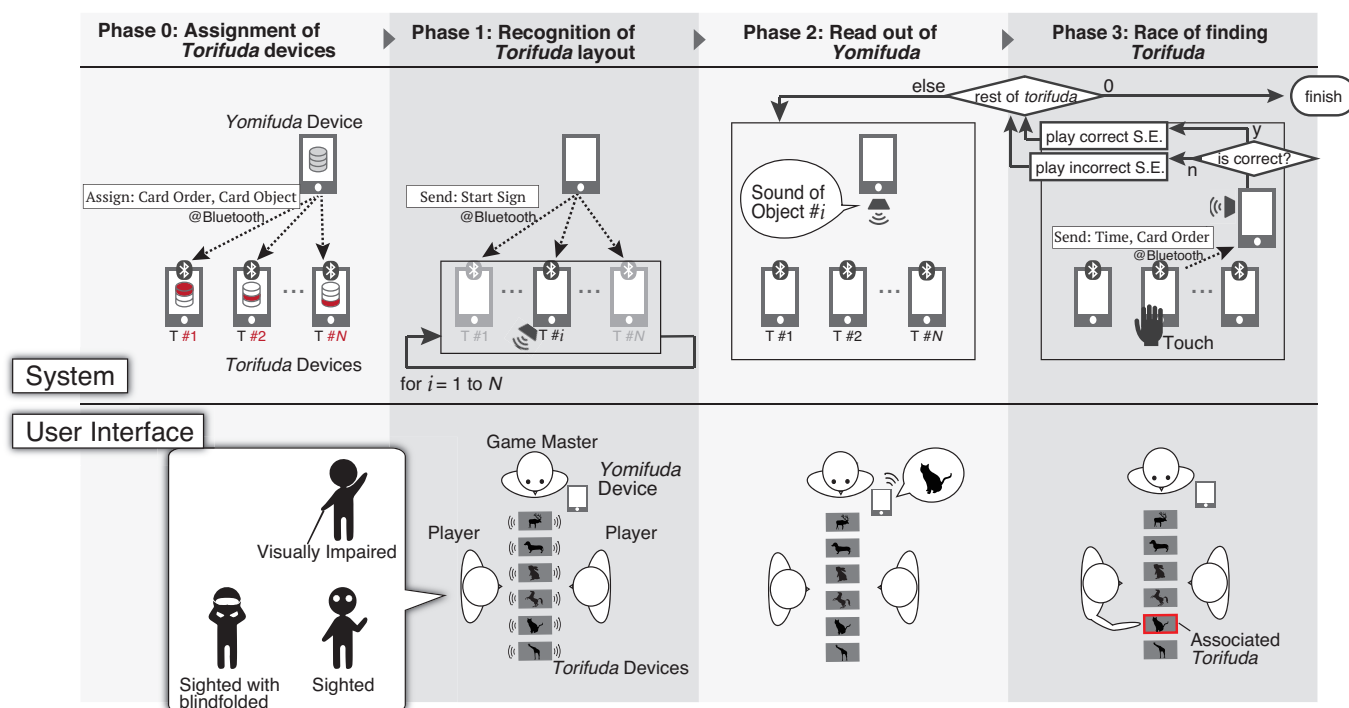 Phase 0: Assignment of
Torifuda devices
Phase 1: Recognition of
Torifuda layout
Phase 2: Read out of
Yomifuda
Phase 3: Race of finding
Torifuda
Yomifuda Device
Assign: Card Order, Card Object
@Bluetooth
T #1
T #2
...
T #N
Torifuda Devices
Send: Start Sign
@Bluetooth
T #1
...
T #i
...
T #N
for i = 1 to N
Sound of
Object #i
T #1
T #2
...
T #N
else
rest of torifuda
0
finish
play correct S.E.
y
play incorrect S.E.
n
is correct?
Send: Time, Card Order
@Bluetooth
...
...
Touch
System
User Interface
Visually Impaired
Sighted with
blindfolded
Sighted
Game Master
Yomifuda
Device
Player
Player
Torifuda Devices
Associated
Torifuda